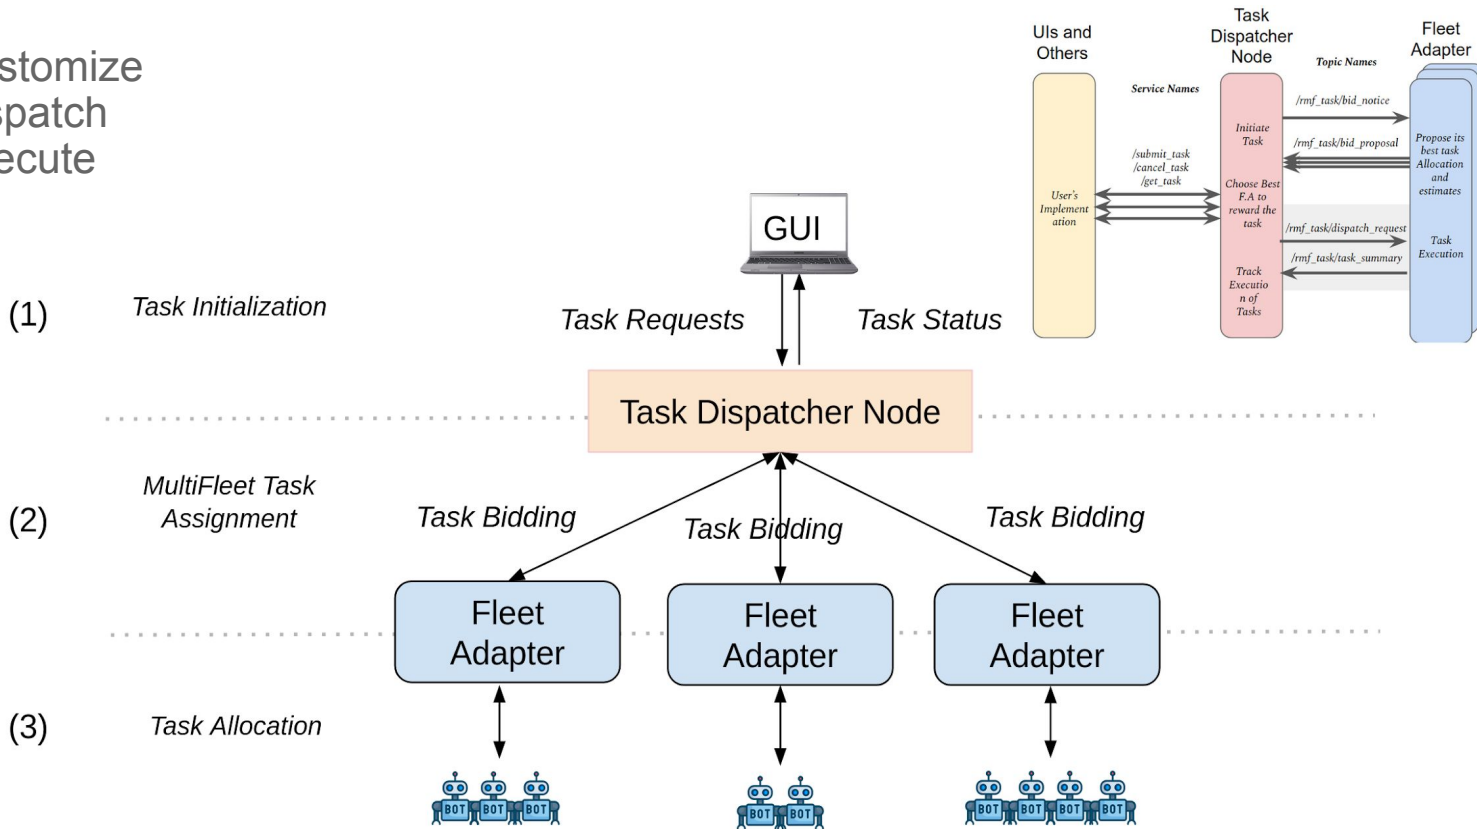 stomize
spatch
ecute
UIs and
Others
Task
Dispatcher
Node
Fleet
Adapter
Service Names
Topic Names
/submit_task
/cancel_task
/get_task
User's
Implement
ation
Initiate
Task
Choose Best
F.A to
reward the
task
Track
Executio
n of
Tasks
/rmf_task/bid_notice
/rmf_task/bid_proposal
/rmf_task/dispatch_request
/rmf_task/task_summary
Propose its
best task
Allocation
and
estimates
Task
Execution
GUI
(1)
Task Initialization
Task Requests
Task Status
Task Dispatcher Node
(2)
MultiFleet Task
Assignment
Task Bidding
Task Bidding
Task Bidding
Fleet
Adapter
Fleet
Adapter
Fleet
Adapter
(3)
Task Allocation
BOT
BOT
BOT
BOT
BOT
BOT
BOT
BOT
BOT